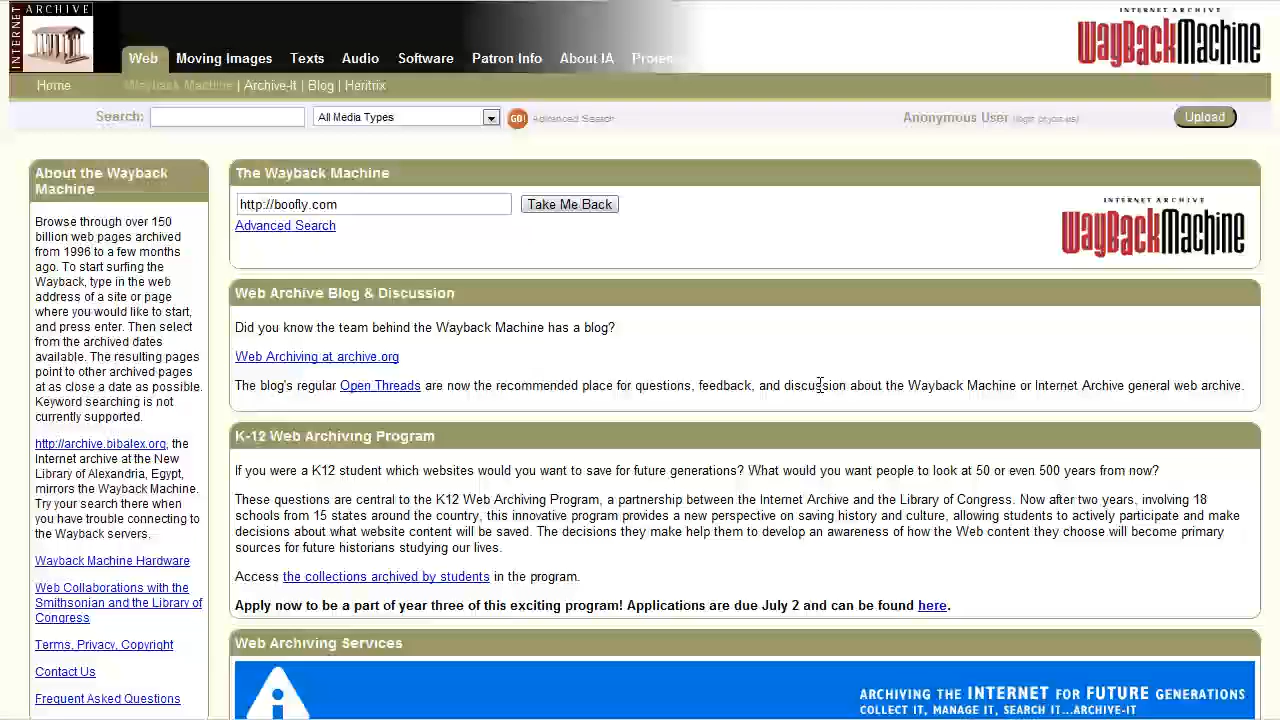 INTERNET ARCHIVE
INTERNET ARCHIVE
WayBackMachine
Web Moving Images Texts Audio Software Patron Info About IA
Home Wayback Machine | Archive-It | Blog | Heritrix
Search: All Media Types GO! Advanced Search Anonymous User (login or join us) Upload
About the Wayback
Machine
Browse through over 150
billion web pages archived
from 1996 to a few months
ago. To start surfing the
Wayback, type in the web
address of a site or page
where you would like to start,
and press enter. Then select
from the archived dates
available. The resulting pages
point to other archived pages
at as close a date as possible.
Keyword searching is not
currently supported.
http://archive.bibalex.org, the
Internet archive at the New
Library of Alexandria, Egypt,
mirrors the Wayback Machine.
Try your search there when
you have trouble connecting to
the Wayback servers.
Wayback Machine Hardware
Web Collaborations with the
Smithsonian and the Library of
Congress
Terms, Privacy, Copyright
Contact Us
Frequent Asked Questions
The Wayback Machine
http://boofly.com Take Me Back
Advanced Search
INTERNET ARCHIVE
WayBackMachine
Web Archive Blog & Discussion
Did you know the team behind the Wayback Machine has a blog?
Web Archiving at archive.org
The blog's regular Open Threads are now the recommended place for questions, feedback, and discussion about the Wayback Machine or Internet Archive general web archive.
K-12 Web Archiving Program
If you were a K12 student which websites would you want to save for future generations? What would you want people to look at 50 or even 500 years from now?
These questions are central to the K12 Web Archiving Program, a partnership between the Internet Archive and the Library of Congress. Now after two years, involving 18
schools from 15 states around the country, this innovative program provides a new perspective on saving history and culture, allowing students to actively participate and make
decisions about what website content will be saved. The decisions they make help them to develop an awareness of how the Web content they choose will become primary
sources for future historians studying our lives.
Access the collections archived by students in the program.
Apply now to be a part of year three of this exciting program! Applications are due July 2 and can be found here.
Web Archiving Services
ARCHIVING THE INTERNET FOR FUTURE GENERATIONS
COLLECT IT, MANAGE IT, SEARCH IT...ARCHIVE-IT